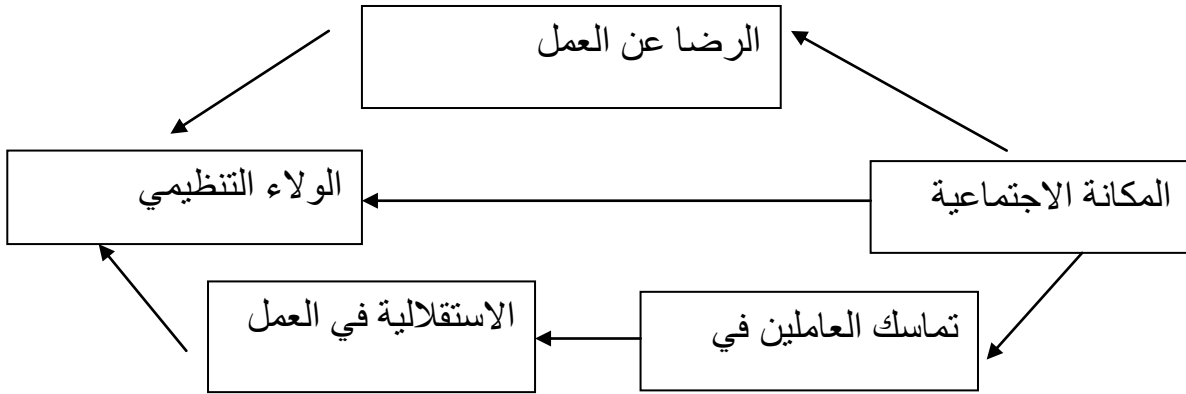 الرضا عن العمل
المكانة الاجتماعية
الولاء التنظيمي
تماسك العاملين في
الاستقلالية في العمل